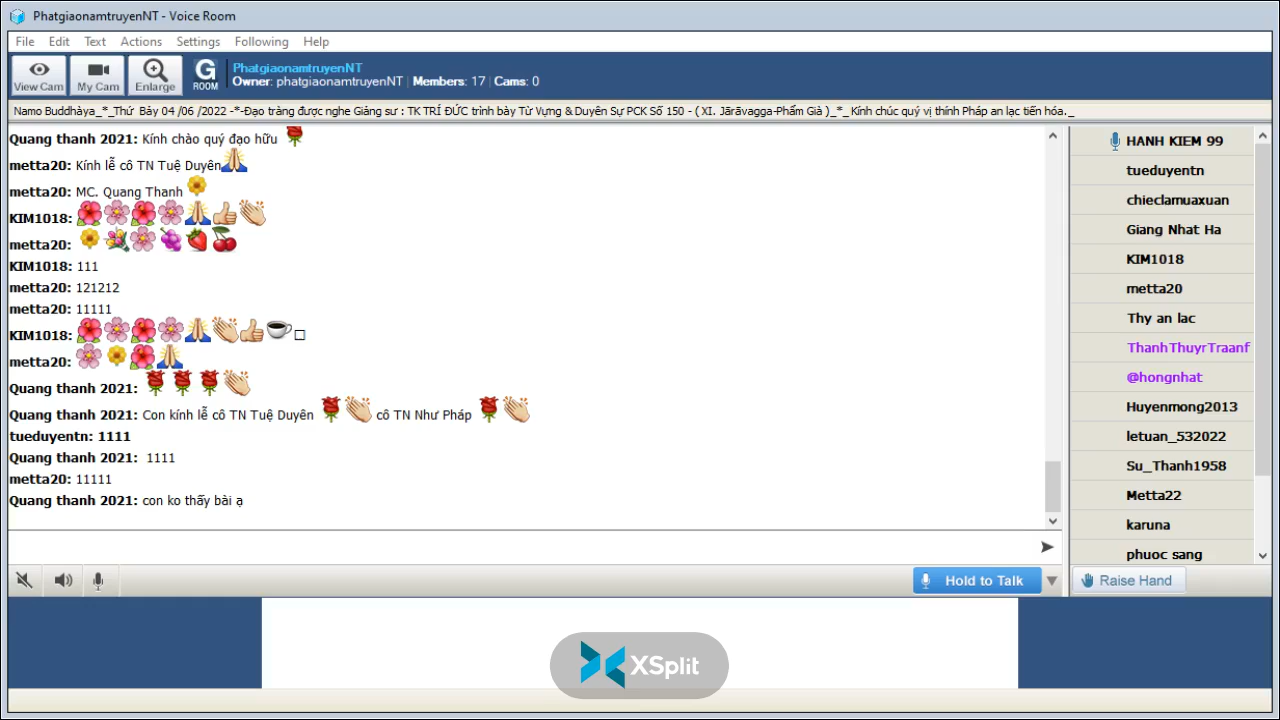 PhatgiaonamtruyenNT - Voice Room
File Edit Text Actions Settings Following Help
View Cam My Cam Enlarge G ROOM
PhatgiaonamtruyenNT
Owner: phatgiaonamtruyenNT | Members: 17 | Cams: 0
Namo Buddhàya_*_Thứ Bảy 04 /06 /2022 -*-Đạo tràng được nghe Giảng sư : TK TRÍ ĐỨC trình bày Từ Vựng & Duyên Sự PCK Số 150 - ( XI. Jārāvagga-Phẩm Già )_*_ Kính chúc quý vị thính Pháp an lạc tiến hóa._
Quang thanh 2021: Kính chào quý đạo hữu 🌹
metta20: Kính lễ cô TN Tuệ Duyên🙏
metta20: MC. Quang Thanh 🌼
KIM1018: 🌺🌸🌺🌸🙏👍👏
metta20: 🌼💐🌸🍇🍓🍒
KIM1018: 111
metta20: 121212
metta20: 11111
KIM1018: 🌺🌸🌺🌸🙏👏👍☕□
metta20: 🌸🌼🌺🙏
Quang thanh 2021: 🌹🌹🌹👏
Quang thanh 2021: Con kính lễ cô TN Tuệ Duyên 🌹👏 cô TN Như Pháp 🌹👏
tueduyentn: 1111
Quang thanh 2021: 1111
metta20: 11111
Quang thanh 2021: con ko thấy bài ạ
HANH KIEM 99
tueduyentn
chieclamuaxuan
Giang Nhat Ha
KIM1018
metta20
Thy an lac
ThanhThuyrTraanf
@hongnhat
Huyenmong2013
letuan_532022
Su_Thanh1958
Metta22
karuna
phuoc sang
Hold to Talk
Raise Hand
XSplit